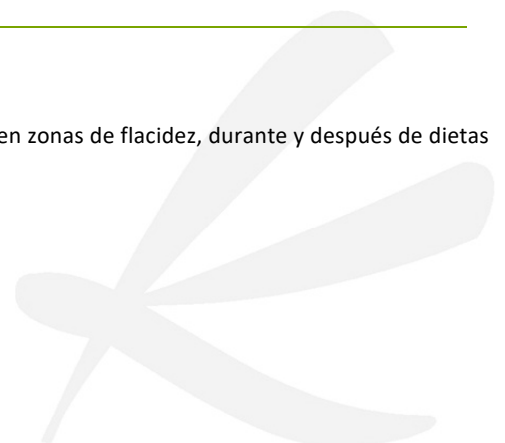 en zonas de flacidez, durante y después de dietas